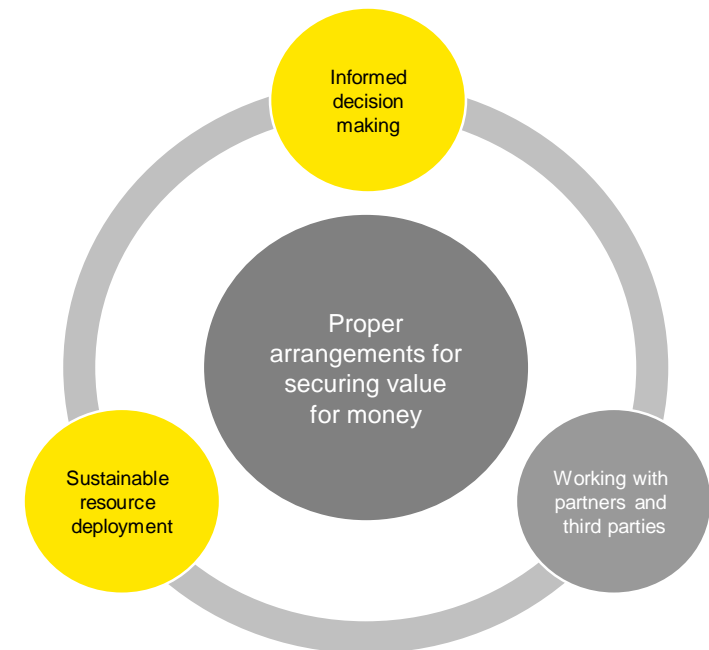 Informed
decision
making
Proper
arrangements for
securing value
for money
Sustainable
resource
deployment
Working with
partners and
third parties